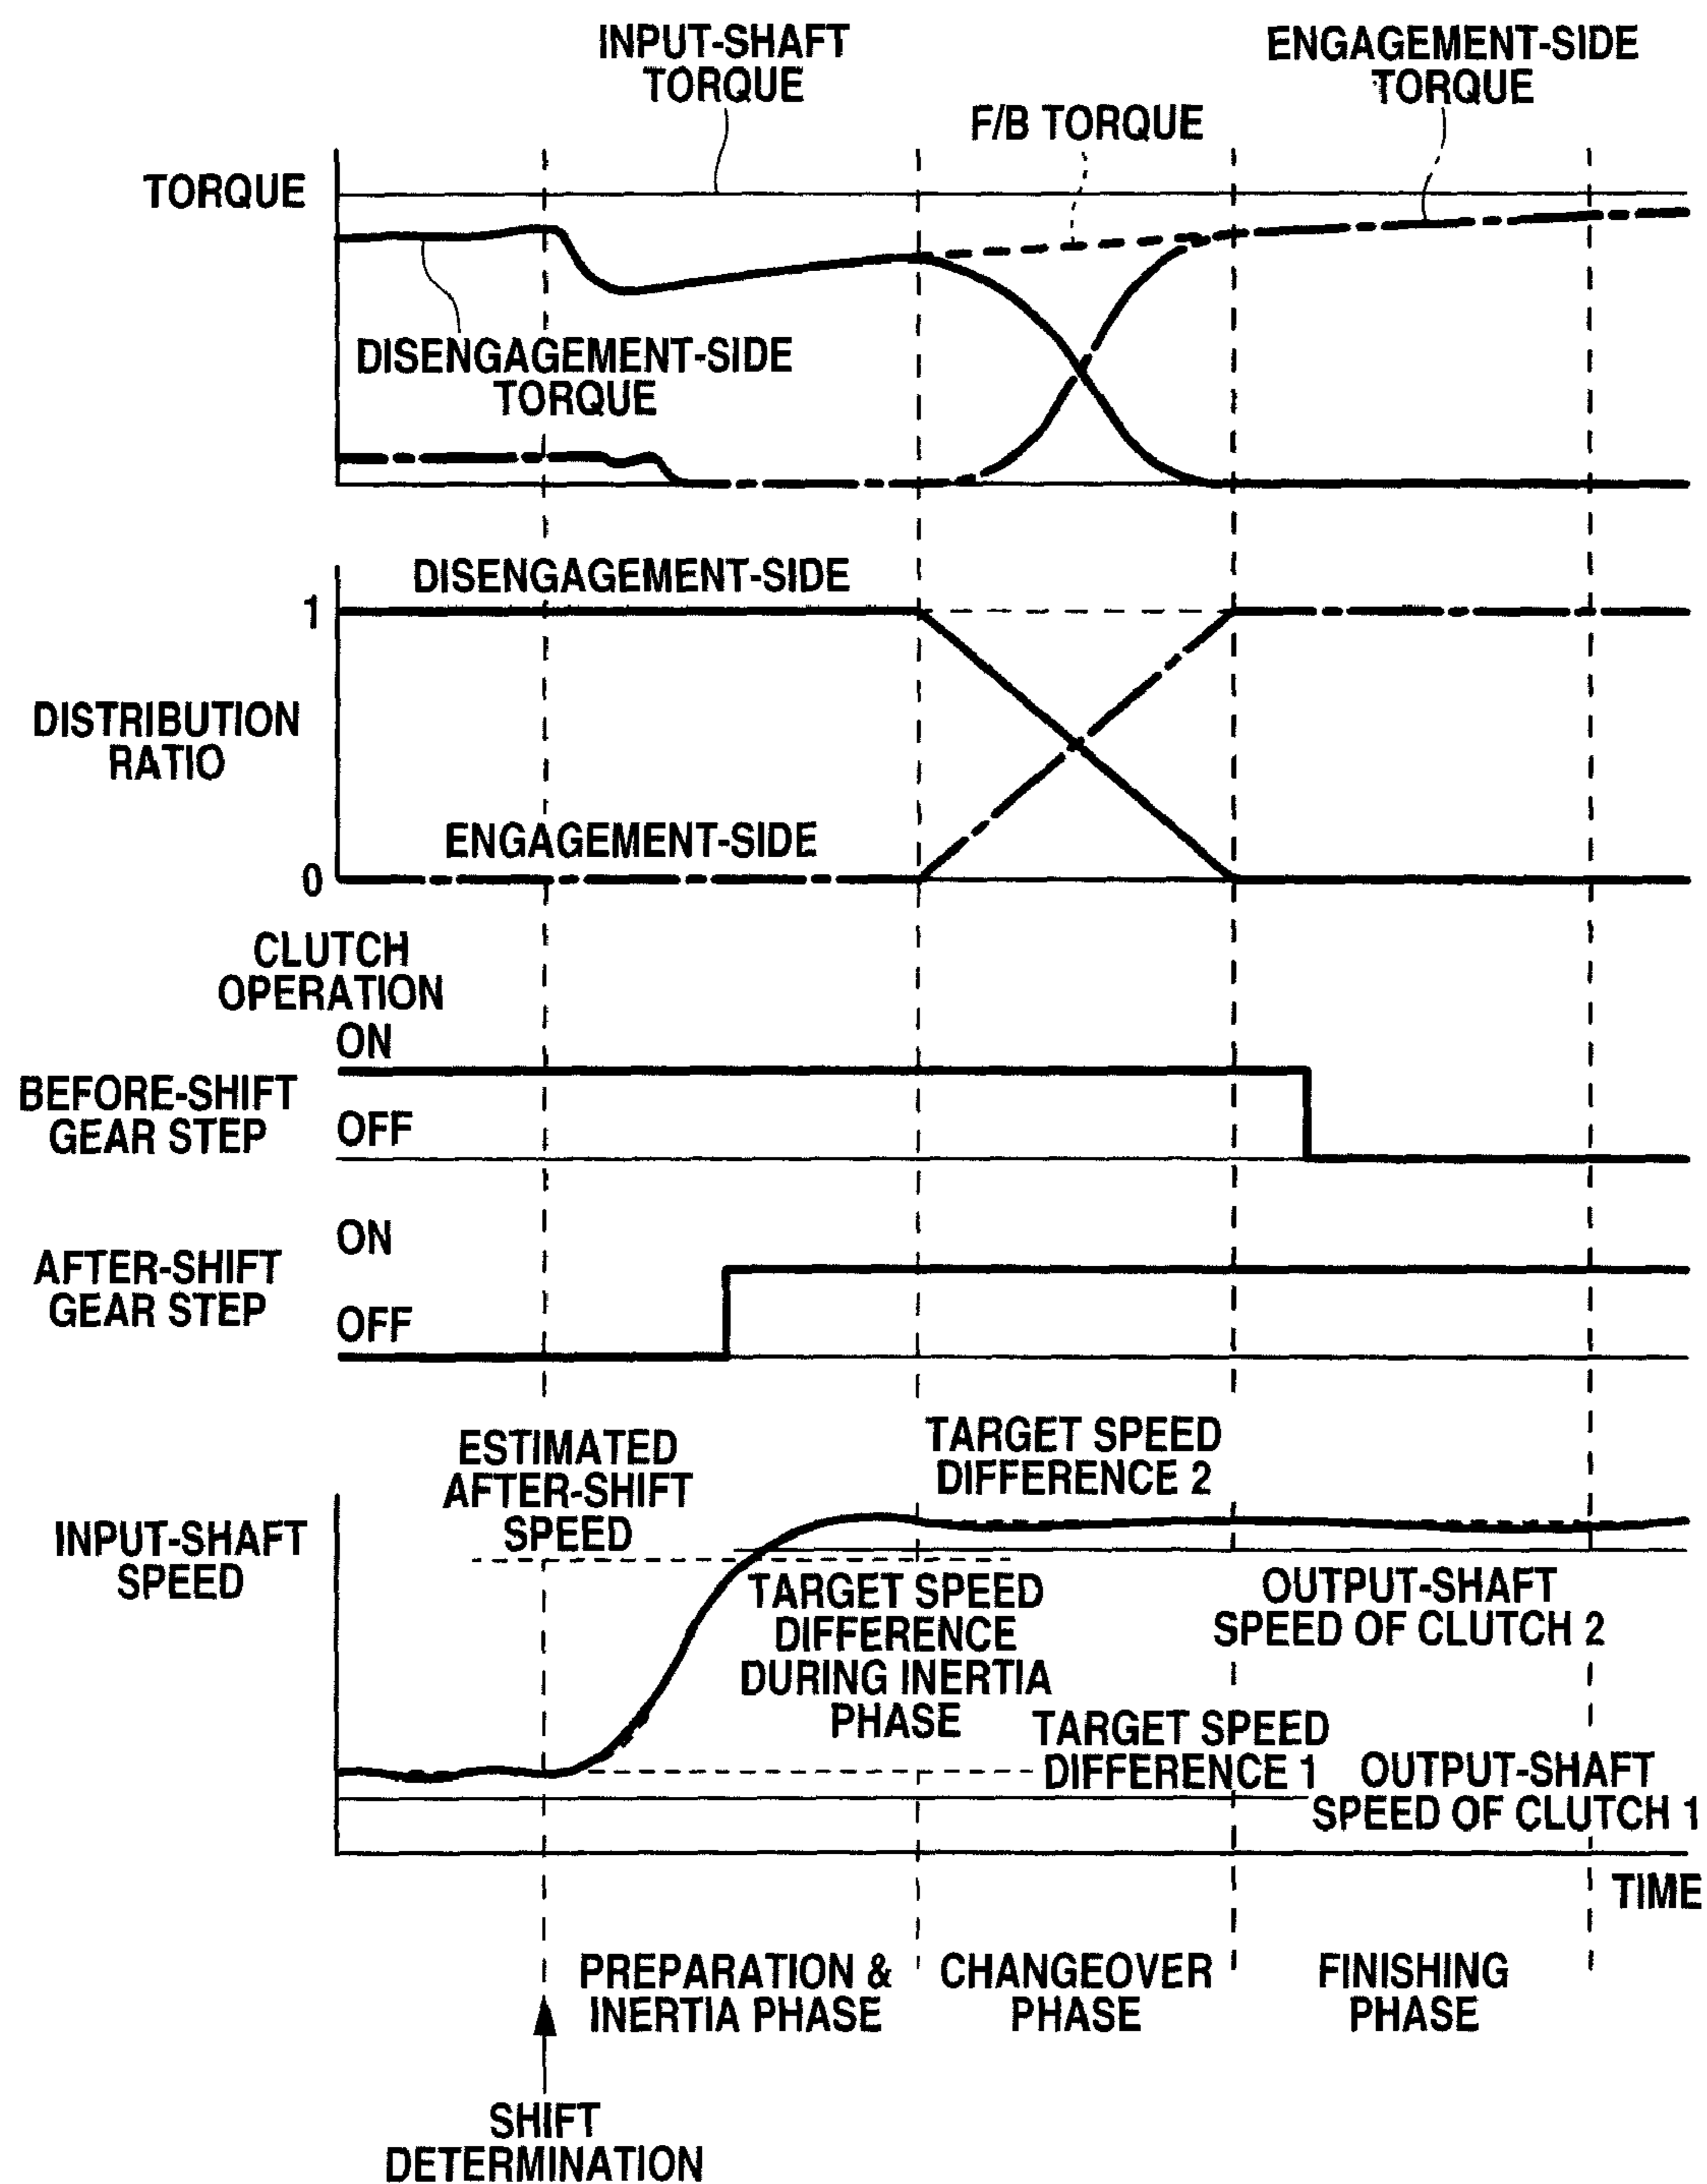 INPUT-SHAFT
TORQUE
ENGAGEMENT-SIDE
TORQUE
F/B TORQUE
TORQUE
DISENGAGEMENT-SIDE
TORQUE
DISENGAGEMENT-SIDE
1
DISTRIBUTION
RATIO
ENGAGEMENT-SIDE
0
CLUTCH
OPERATION
ON
BEFORE-SHIFT
GEAR STEP
OFF
ON
AFTER-SHIFT
GEAR STEP
OFF
ESTIMATED
AFTER-SHIFT
SPEED
TARGET SPEED
DIFFERENCE 2
INPUT-SHAFT
SPEED
TARGET SPEED
DIFFERENCE
DURING INERTIA
PHASE
OUTPUT-SHAFT
SPEED OF CLUTCH 2
TARGET SPEED
DIFFERENCE 1
OUTPUT-SHAFT
SPEED OF CLUTCH 1
TIME
PREPARATION &
INERTIA PHASE
CHANGEOVER
PHASE
FINISHING
PHASE
SHIFT
DETERMINATION